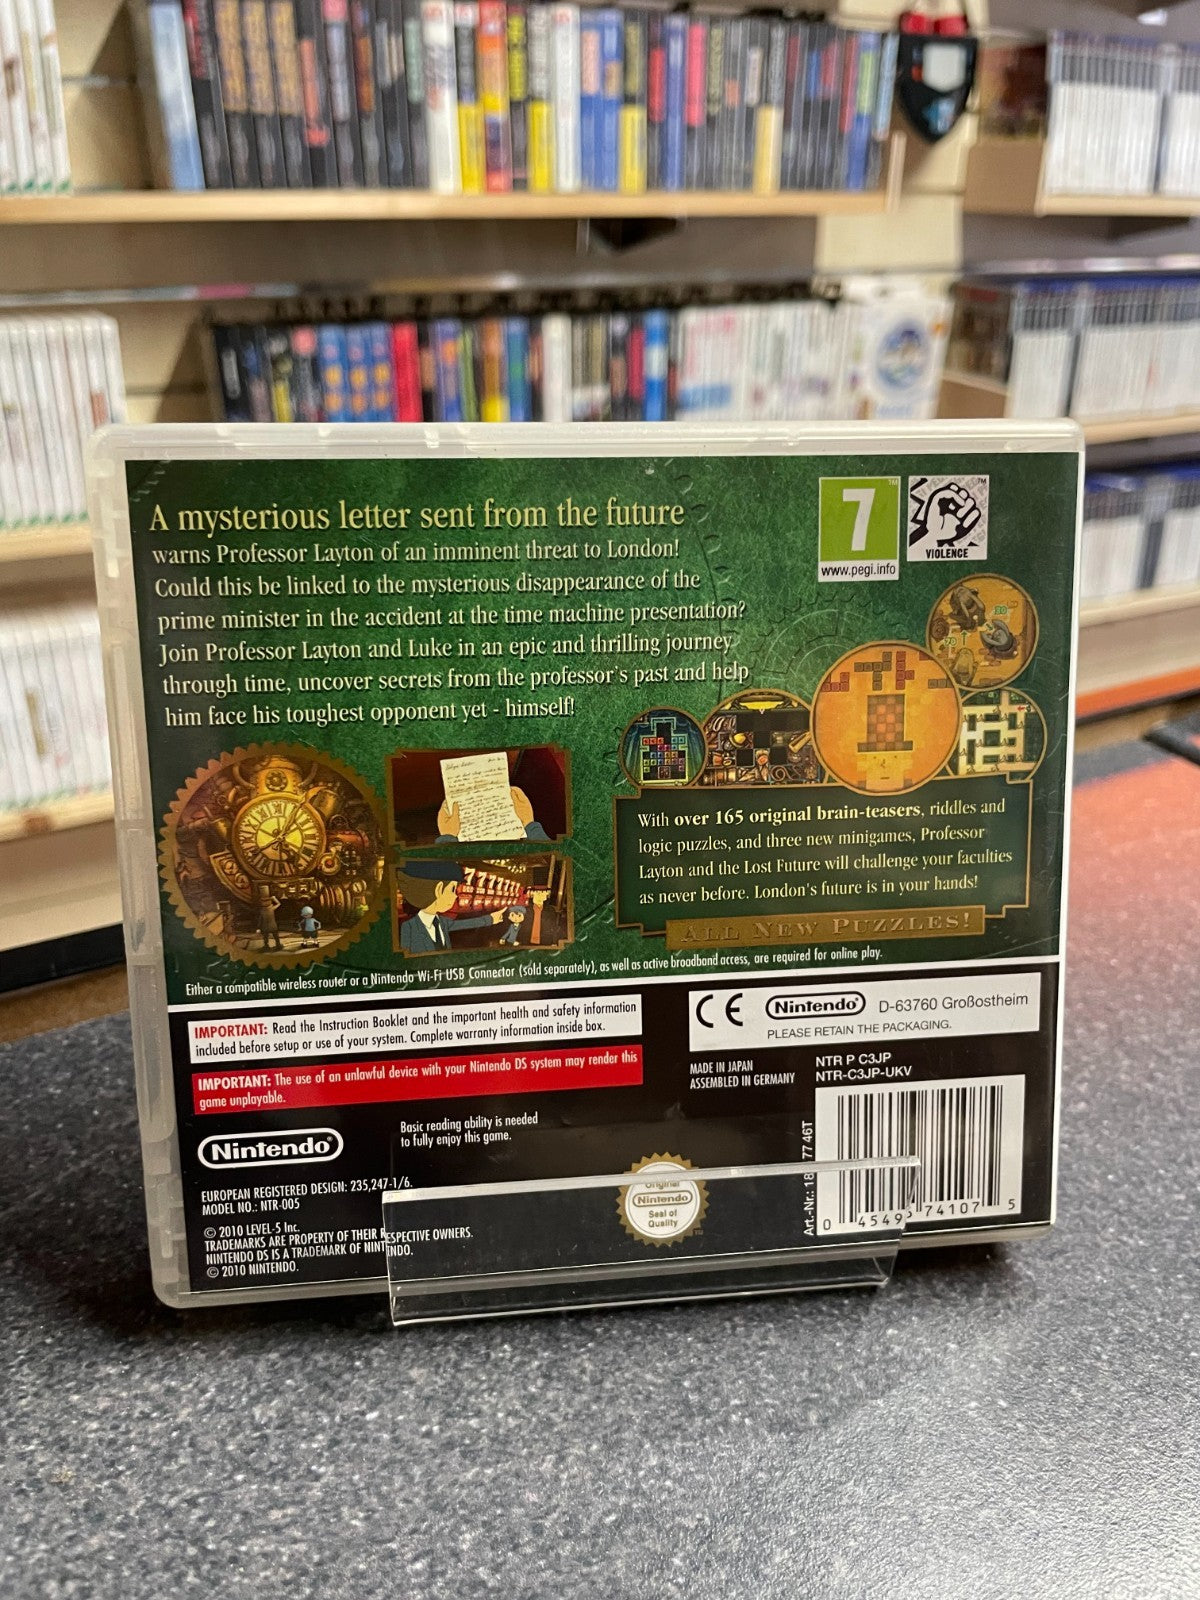 A mysterious letter sent from the future
warns Professor Layton of an imminent threat to London!
Could this be linked to the mysterious disappearance of the
prime minister in the accident at the time machine presentation?
Join Professor Layton and Luke in an epic and thrilling journey
through time, uncover secrets from the professor's past and help
him face his toughest opponent yet - himself!
7
www.pegi.info
VIOLENCE
7777777
With over 165 original brain-teasers, riddles and
logic puzzles, and three new minigames, Professor
Layton and the Lost Future will challenge your faculties
as never before. London's future is in your hands!
ALL NEW PUZZLES!
Either a compatible wireless router or a Nintendo Wi-Fi USB Connector (sold separately), as well as active broadband access, are required for online play.
IMPORTANT: Read the Instruction Booklet and the important health and safety information
included before setup or use of your system. Complete warranty information inside box.
IMPORTANT: The use of an unlawful device with your Nintendo DS system may render this
game unplayable.
CE Nintendo® D-63760 Großostheim
PLEASE RETAIN THE PACKAGING.
MADE IN JAPAN
ASSEMBLED IN GERMANY
NTR P C3JP
NTR-C3JP-UKV
Nintendo®
Basic reading ability is needed
to fully enjoy this game.
EUROPEAN REGISTERED DESIGN: 235,247-1/6.
MODEL NO.: NTR-005
© 2010 LEVEL-5 Inc.
TRADEMARKS ARE PROPERTY OF THEIR RESPECTIVE OWNERS.
NINTENDO DS IS A TRADEMARK OF NINTENDO.
© 2010 NINTENDO.
Original
Nintendo
Seal of
Quality
Art.-Nr.: 18 77 46T
0 4549 74107 5